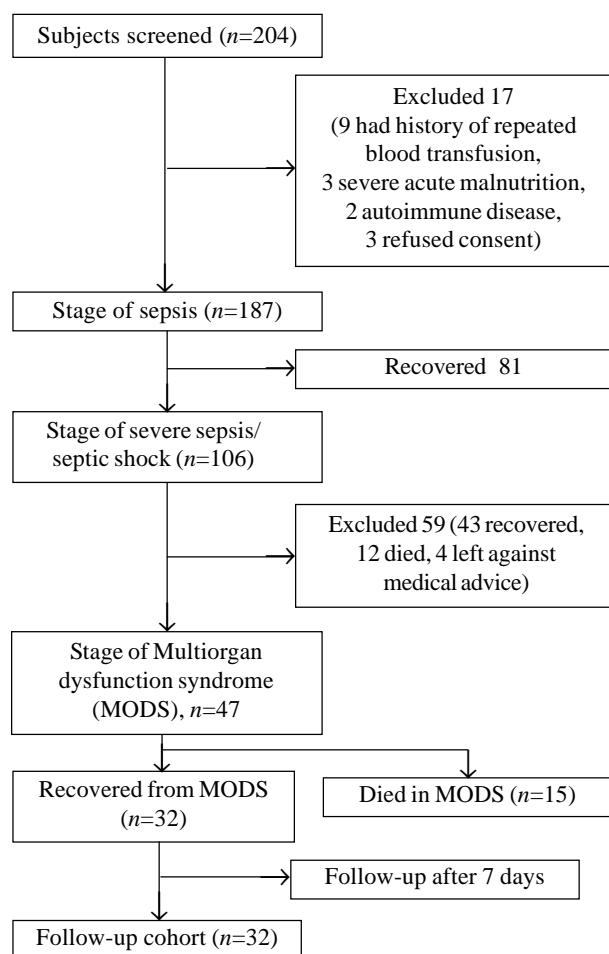 Subjects screened (n=204)
Excluded 17
(9 had history of repeated
blood transfusion,
3 severe acute malnutrition,
2 autoimmune disease,
3 refused consent)
Stage of sepsis (n=187)
Recovered 81
Stage of severe sepsis/
septic shock (n=106)
Excluded 59 (43 recovered,
12 died, 4 left against
medical advice)
Stage of Multiorgan
dysfunction syndrome
(MODS), n=47
Recovered from MODS
(n=32)
Died in MODS (n=15)
Follow-up after 7 days
Follow-up cohort (n=32)